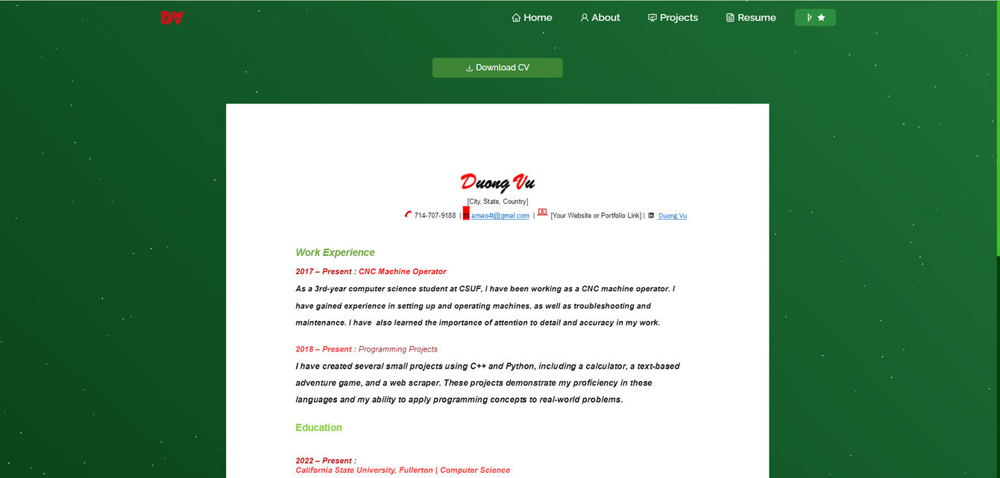 DV
Home
About
Projects
Resume
Download CV
Duong Vu
[City, State, Country]
714-707-9188 | amao4t@gmal.com | [Your Website or Portfolio Link] | Duong Vu
Work Experience
2017 – Present : CNC Machine Operator
As a 3rd-year computer science student at CSUF, I have been working as a CNC machine operator. I
have gained experience in setting up and operating machines, as well as troubleshooting and
maintenance. I have also learned the importance of attention to detail and accuracy in my work.
2018 – Present : Programming Projects
I have created several small projects using C++ and Python, including a calculator, a text-based
adventure game, and a web scraper. These projects demonstrate my proficiency in these
languages and my ability to apply programming concepts to real-world problems.
Education
2022 – Present :
California State University, Fullerton | Computer Science